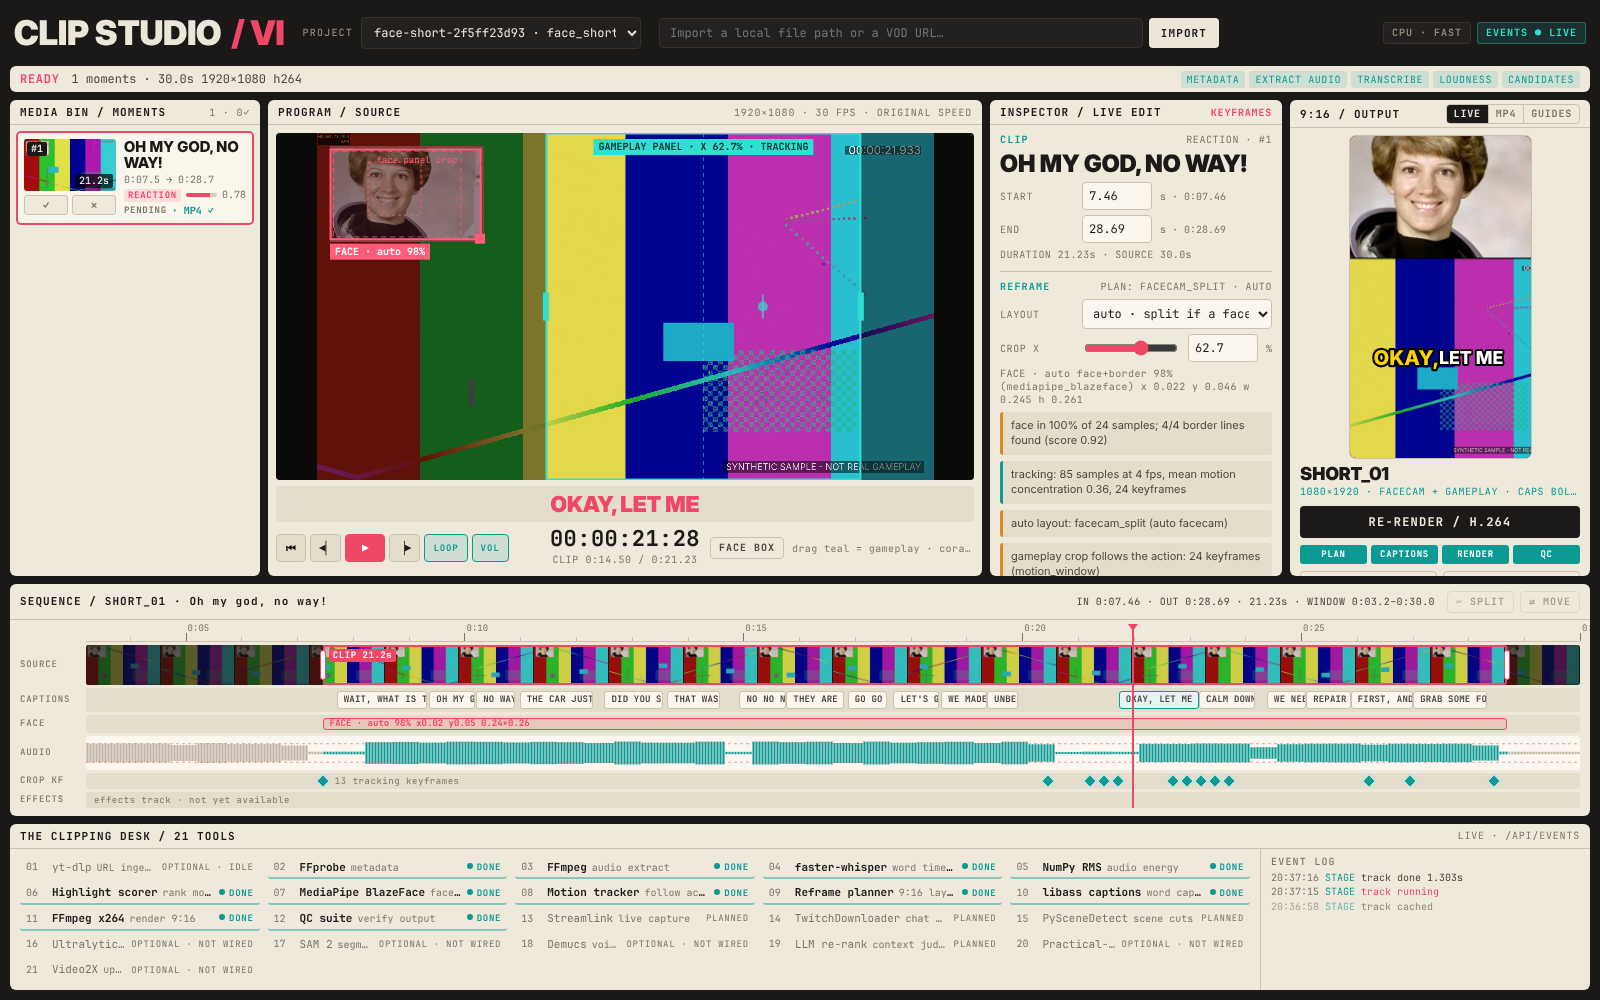 CLIP STUDIO / VI
PROJECT
face-short-2f5ff23d93 · face_short
Import a local file path or a VOD URL…
IMPORT
CPU · FAST
EVENTS ● LIVE
READY 1 moments · 30.0s 1920×1080 h264
METADATA
EXTRACT AUDIO
TRANSCRIBE
LOUDNESS
CANDIDATES
MEDIA BIN / MOMENTS
1 · 0✓
#1
21.2s
OH MY GOD, NO WAY!
0:07.5 → 0:28.7
REACTION
0.78
✓
×
PENDING · MP4 ✓
PROGRAM / SOURCE
1920×1080 · 30 FPS · ORIGINAL SPEED
face panel crop
GAMEPLAY PANEL · X 62.7% · TRACKING
00:00:21.933
FACE · auto 98%
SYNTHETIC SAMPLE - NOT REAL GAMEPLAY
OKAY, LET ME
LOOP
VOL
00:00:21:28
CLIP 0:14.50 / 0:21.23
FACE BOX
drag teal = gameplay · cora…
INSPECTOR / LIVE EDIT
KEYFRAMES
CLIP
REACTION · #1
OH MY GOD, NO WAY!
START
7.46
s · 0:07.46
END
28.69
s · 0:28.69
DURATION 21.23s · SOURCE 30.0s
REFRAME
PLAN: FACECAM_SPLIT · AUTO
LAYOUT
auto · split if a face
CROP X
62.7
%
FACE · auto face+border 98%
(mediapipe_blazeface) x 0.022 y 0.046 w
0.245 h 0.261
face in 100% of 24 samples; 4/4 border lines
found (score 0.92)
tracking: 85 samples at 4 fps, mean motion
concentration 0.36, 24 keyframes
auto layout: facecam_split (auto facecam)
gameplay crop follows the action: 24 keyframes
(motion_window)
9:16 / OUTPUT
LIVE
MP4
GUIDES
OKAY, LET ME
SYNTHETIC SAMPLE - NOT REA
SHORT_01
1080×1920 · FACECAM + GAMEPLAY · CAPS BOL…
RE-RENDER / H.264
PLAN
CAPTIONS
RENDER
QC
SEQUENCE / SHORT_01 · Oh my god, no way!
IN 0:07.46 · OUT 0:28.69 · 21.23s · WINDOW 0:03.2–0:30.0
✂ SPLIT
⇄ MOVE
0:05
0:10
0:15
0:20
0:25
0:
SOURCE
CLIP 21.2s
CAPTIONS
WAIT, WHAT IS T
OH MY G
NO WAY
THE CAR JUST
DID YOU S
THAT WAS
NO NO N
THEY ARE
GO GO
LET'S G
WE MADE
UNBE
OKAY, LET ME
CALM DOWN
WE NEE
REPAIR
FIRST, AND
GRAB SOME FO
FACE
FACE · auto 98% x0.02 y0.05 0.24×0.26
AUDIO
CROP KF
13 tracking keyframes
EFFECTS
effects track · not yet available
THE CLIPPING DESK / 21 TOOLS
LIVE · /API/EVENTS
01 yt-dlp URL inge… OPTIONAL · IDLE
02 FFprobe metadata ● DONE
03 FFmpeg audio extract ● DONE
04 faster-whisper word time… ● DONE
05 NumPy RMS audio energy ● DONE
06 Highlight scorer rank mo… ● DONE
07 MediaPipe BlazeFace face… ● DONE
08 Motion tracker follow ac… ● DONE
09 Reframe planner 9:16 lay… ● DONE
10 libass captions word cap… ● DONE
11 FFmpeg x264 render 9:16 ● DONE
12 QC suite verify output ● DONE
13 Streamlink live capture PLANNED
14 TwitchDownloader chat … PLANNED
15 PySceneDetect scene cuts PLANNED
16 Ultralytic… OPTIONAL · NOT WIRED
17 SAM 2 segm… OPTIONAL · NOT WIRED
18 Demucs voi… OPTIONAL · NOT WIRED
19 LLM re-rank context jud… PLANNED
20 Practical-… OPTIONAL · NOT WIRED
21 Video2X up… OPTIONAL · NOT WIRED
EVENT LOG
20:37:16 STAGE track done 1.303s
20:37:15 STAGE track running
20:36:58 STAGE track cached